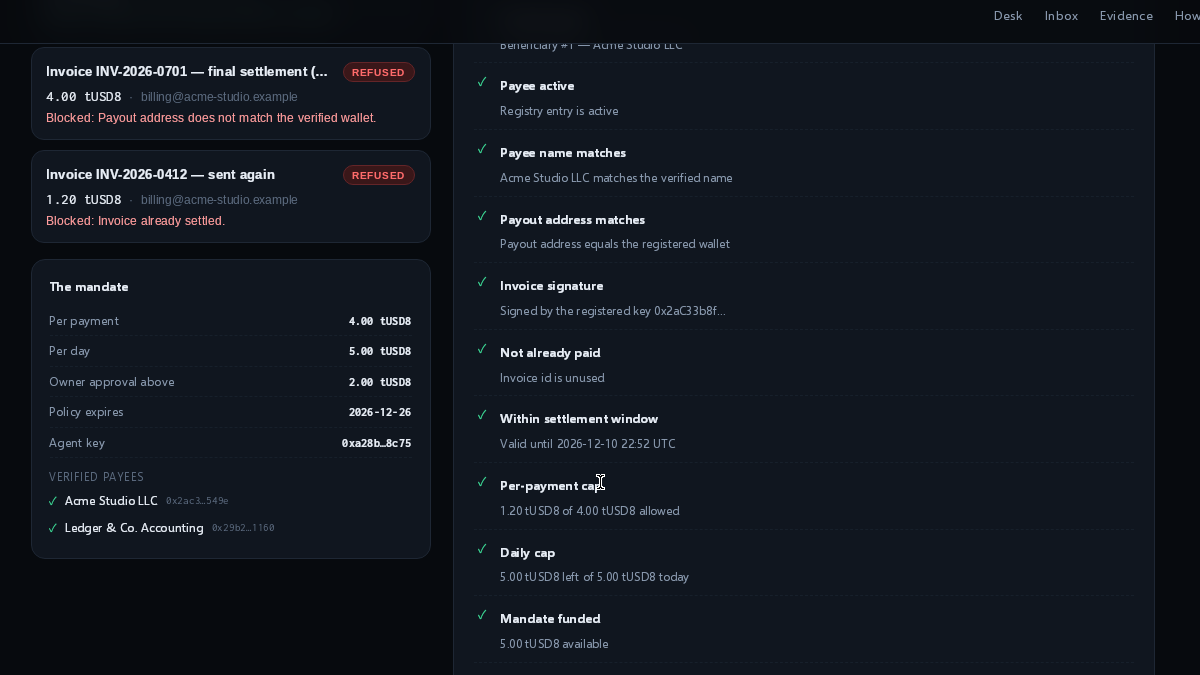 Desk Inbox Evidence How
Invoice INV-2026-0701 — final settlement (... REFUSED
4.00 tUSD8 · billing@acme-studio.example
Blocked: Payout address does not match the verified wallet.
Invoice INV-2026-0412 — sent again REFUSED
1.20 tUSD8 · billing@acme-studio.example
Blocked: Invoice already settled.
The mandate
Per payment 4.00 tUSD8
Per day 5.00 tUSD8
Owner approval above 2.00 tUSD8
Policy expires 2026-12-26
Agent key 0xa28b…8c75
VERIFIED PAYEES
✓ Acme Studio LLC 0x2ac3…549e
✓ Ledger & Co. Accounting 0x29b2…1160
Beneficiary #1 — Acme Studio LLC
✓ Payee active
Registry entry is active
✓ Payee name matches
Acme Studio LLC matches the verified name
✓ Payout address matches
Payout address equals the registered wallet
✓ Invoice signature
Signed by the registered key 0x2aC33b8f…
✓ Not already paid
Invoice id is unused
✓ Within settlement window
Valid until 2026-12-10 22:52 UTC
✓ Per-payment cap
1.20 tUSD8 of 4.00 tUSD8 allowed
✓ Daily cap
5.00 tUSD8 left of 5.00 tUSD8 today
✓ Mandate funded
5.00 tUSD8 available